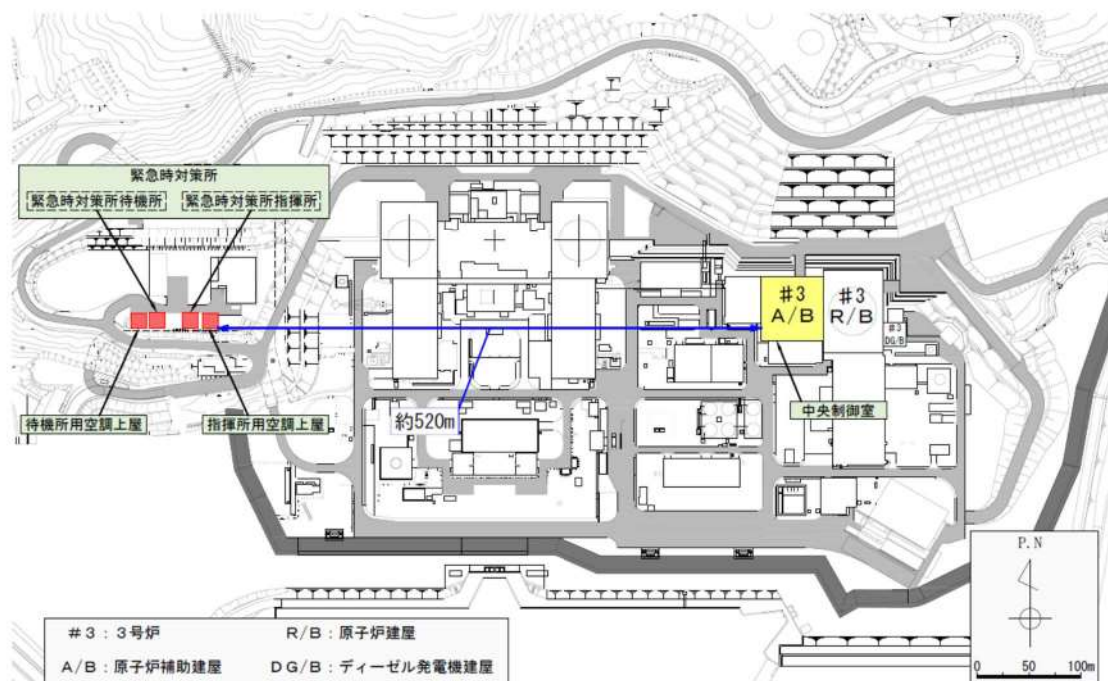 緊急時対策所
緊急時対策所待機所 緊急時対策所指揮所
#3
A/B
#3
R/B
#3
DG/B
待機所用空調上屋
指揮所用空調上屋
約520m
中央制御室
P.N
0 50 100m
#3:3号炉 R/B:原子炉建屋
A/B:原子炉補助建屋 DG/B:ディーゼル発電機建屋